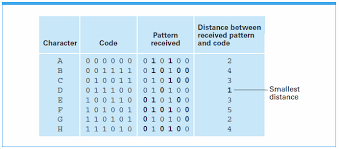 Character Code Pattern received Distance between received pattern and code
A 0 0 0 0 0 0 0 1 0 1 0 0 2
B 0 0 1 1 1 1 0 1 0 1 0 0 4
C 0 1 0 0 1 1 0 1 0 1 0 0 3
D 0 1 1 1 0 0 0 1 0 1 0 0 1 Smallest distance
E 1 0 0 1 1 0 0 1 0 1 0 0 3
F 1 0 1 0 0 1 0 1 0 1 0 0 5
G 1 1 0 1 0 1 0 1 0 1 0 0 2
H 1 1 1 0 1 0 0 1 0 1 0 0 4